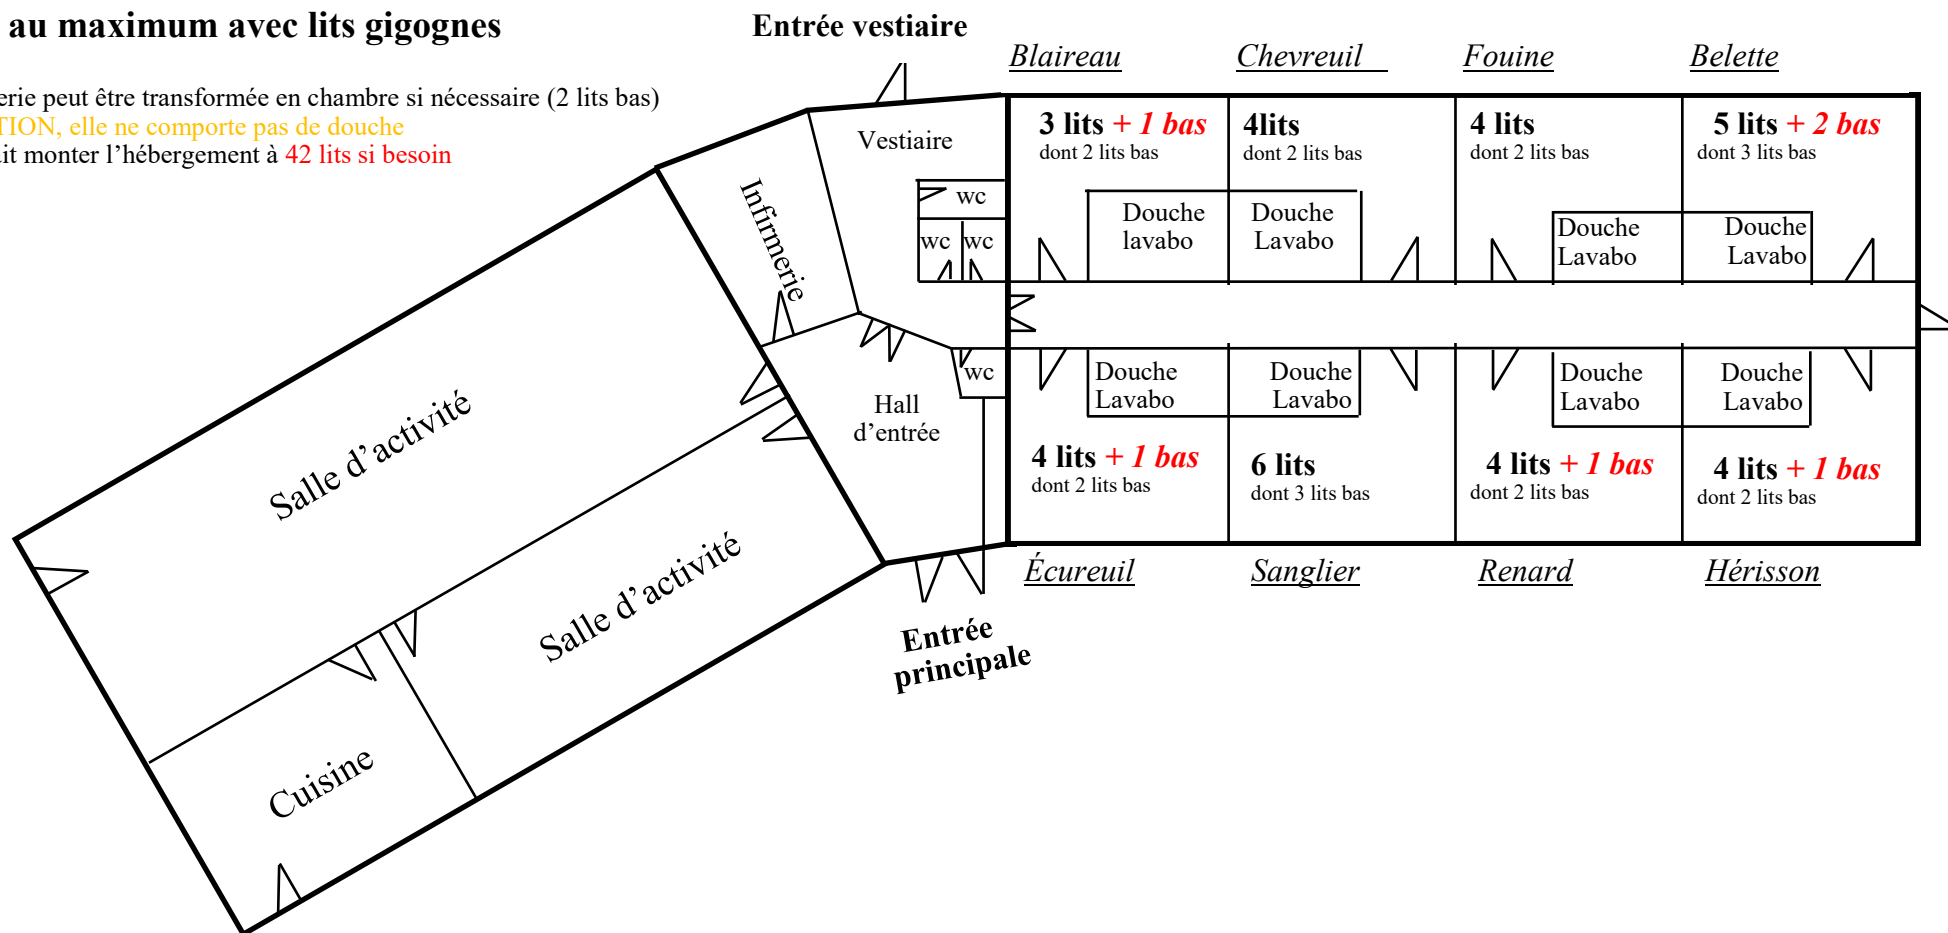 au maximum avec lits gigognes
erie peut être transformée en chambre si nécessaire (2 lits bas)
TION, elle ne comporte pas de douche
it monter l’hébergement à 42 lits si besoin
Entrée vestiaire
Blaireau
Chevreuil
Fouine
Belette
Vestiaire
Infirmerie
wc
wc
wc
3 lits + 1 bas
dont 2 lits bas
4lits
dont 2 lits bas
4 lits
dont 2 lits bas
5 lits + 2 bas
dont 3 lits bas
Douche
lavabo
Douche
Lavabo
Douche
Lavabo
Douche
Lavabo
wc
Hall
d’entrée
Douche
Lavabo
Douche
Lavabo
Douche
Lavabo
Douche
Lavabo
4 lits + 1 bas
dont 2 lits bas
6 lits
dont 3 lits bas
4 lits + 1 bas
dont 2 lits bas
4 lits + 1 bas
dont 2 lits bas
Écureuil
Sanglier
Renard
Hérisson
Salle d’activité
Salle d’activité
Cuisine
Entrée
principale